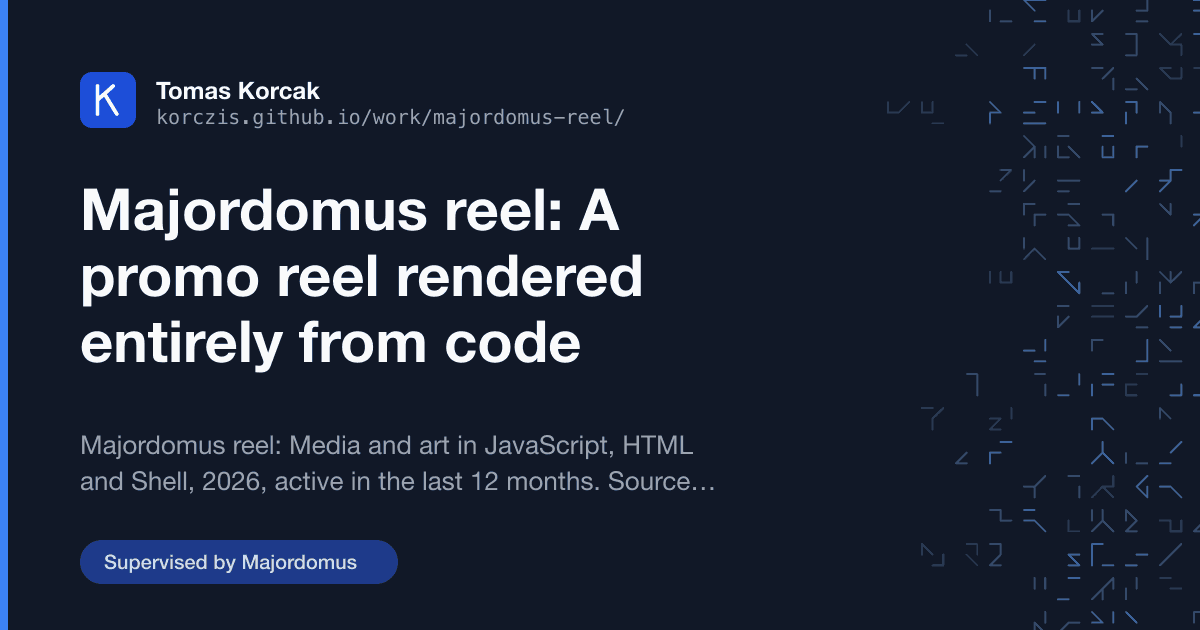 K
Tomas Korcak
korczis.github.io/work/majordomus-reel/
Majordomus reel: A
promo reel rendered
entirely from code
Majordomus reel: Media and art in JavaScript, HTML
and Shell, 2026, active in the last 12 months. Source…
Supervised by Majordomus